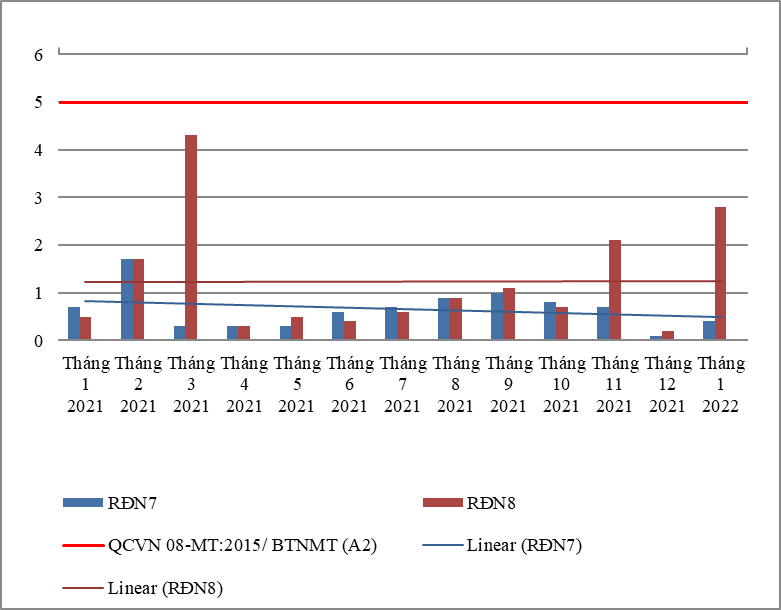 6
5
4
3
2
1
0
Tháng Tháng Tháng Tháng Tháng Tháng Tháng Tháng Tháng Tháng Tháng Tháng Tháng
1 2 3 4 5 6 7 8 9 10 11 12 1
2021 2021 2021 2021 2021 2021 2021 2021 2021 2021 2021 2021 2022
RĐN7 RĐN8
QCVN 08-MT:2015/ BTNMT (A2) Linear (RĐN7)
Linear (RĐN8)